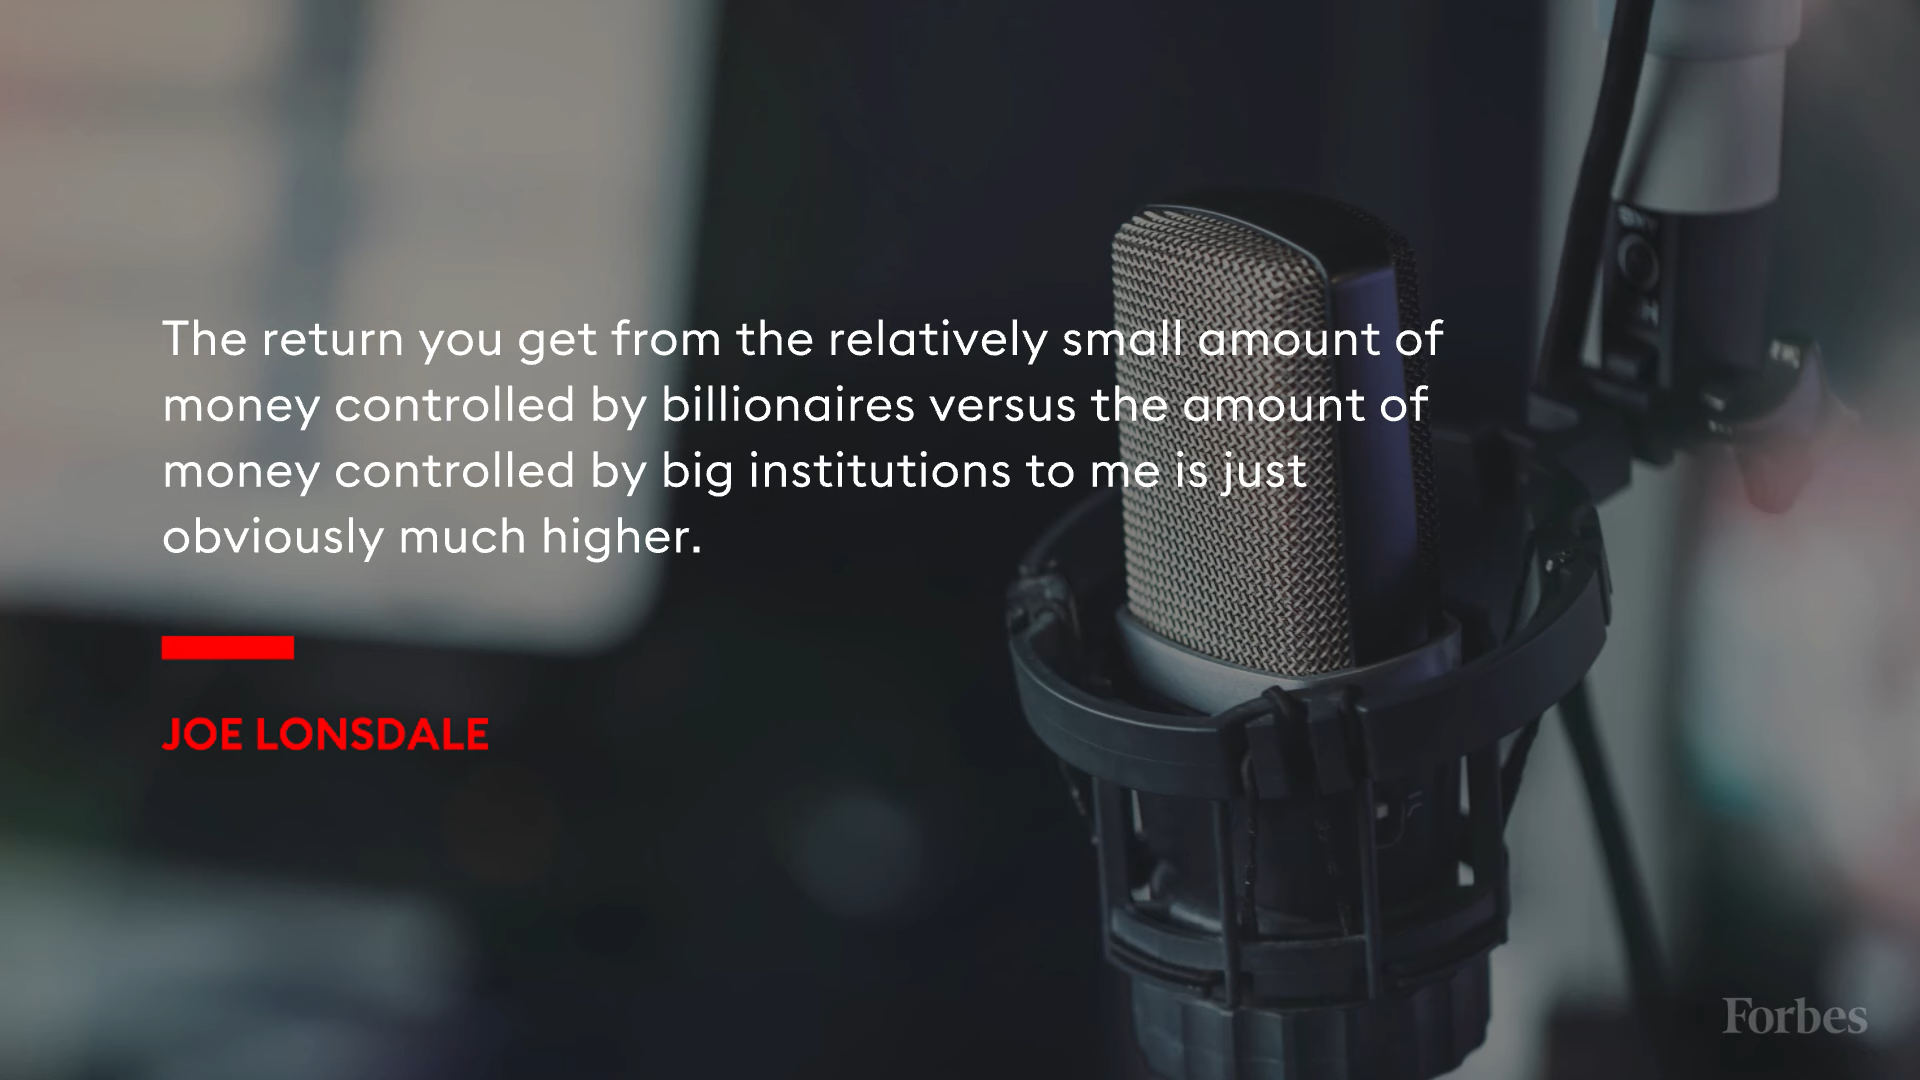 The return you get from the relatively small amount of
money controlled by billionaires versus the amount of
money controlled by big institutions to me is just
obviously much higher.
JOE LONSDALE
Forbes